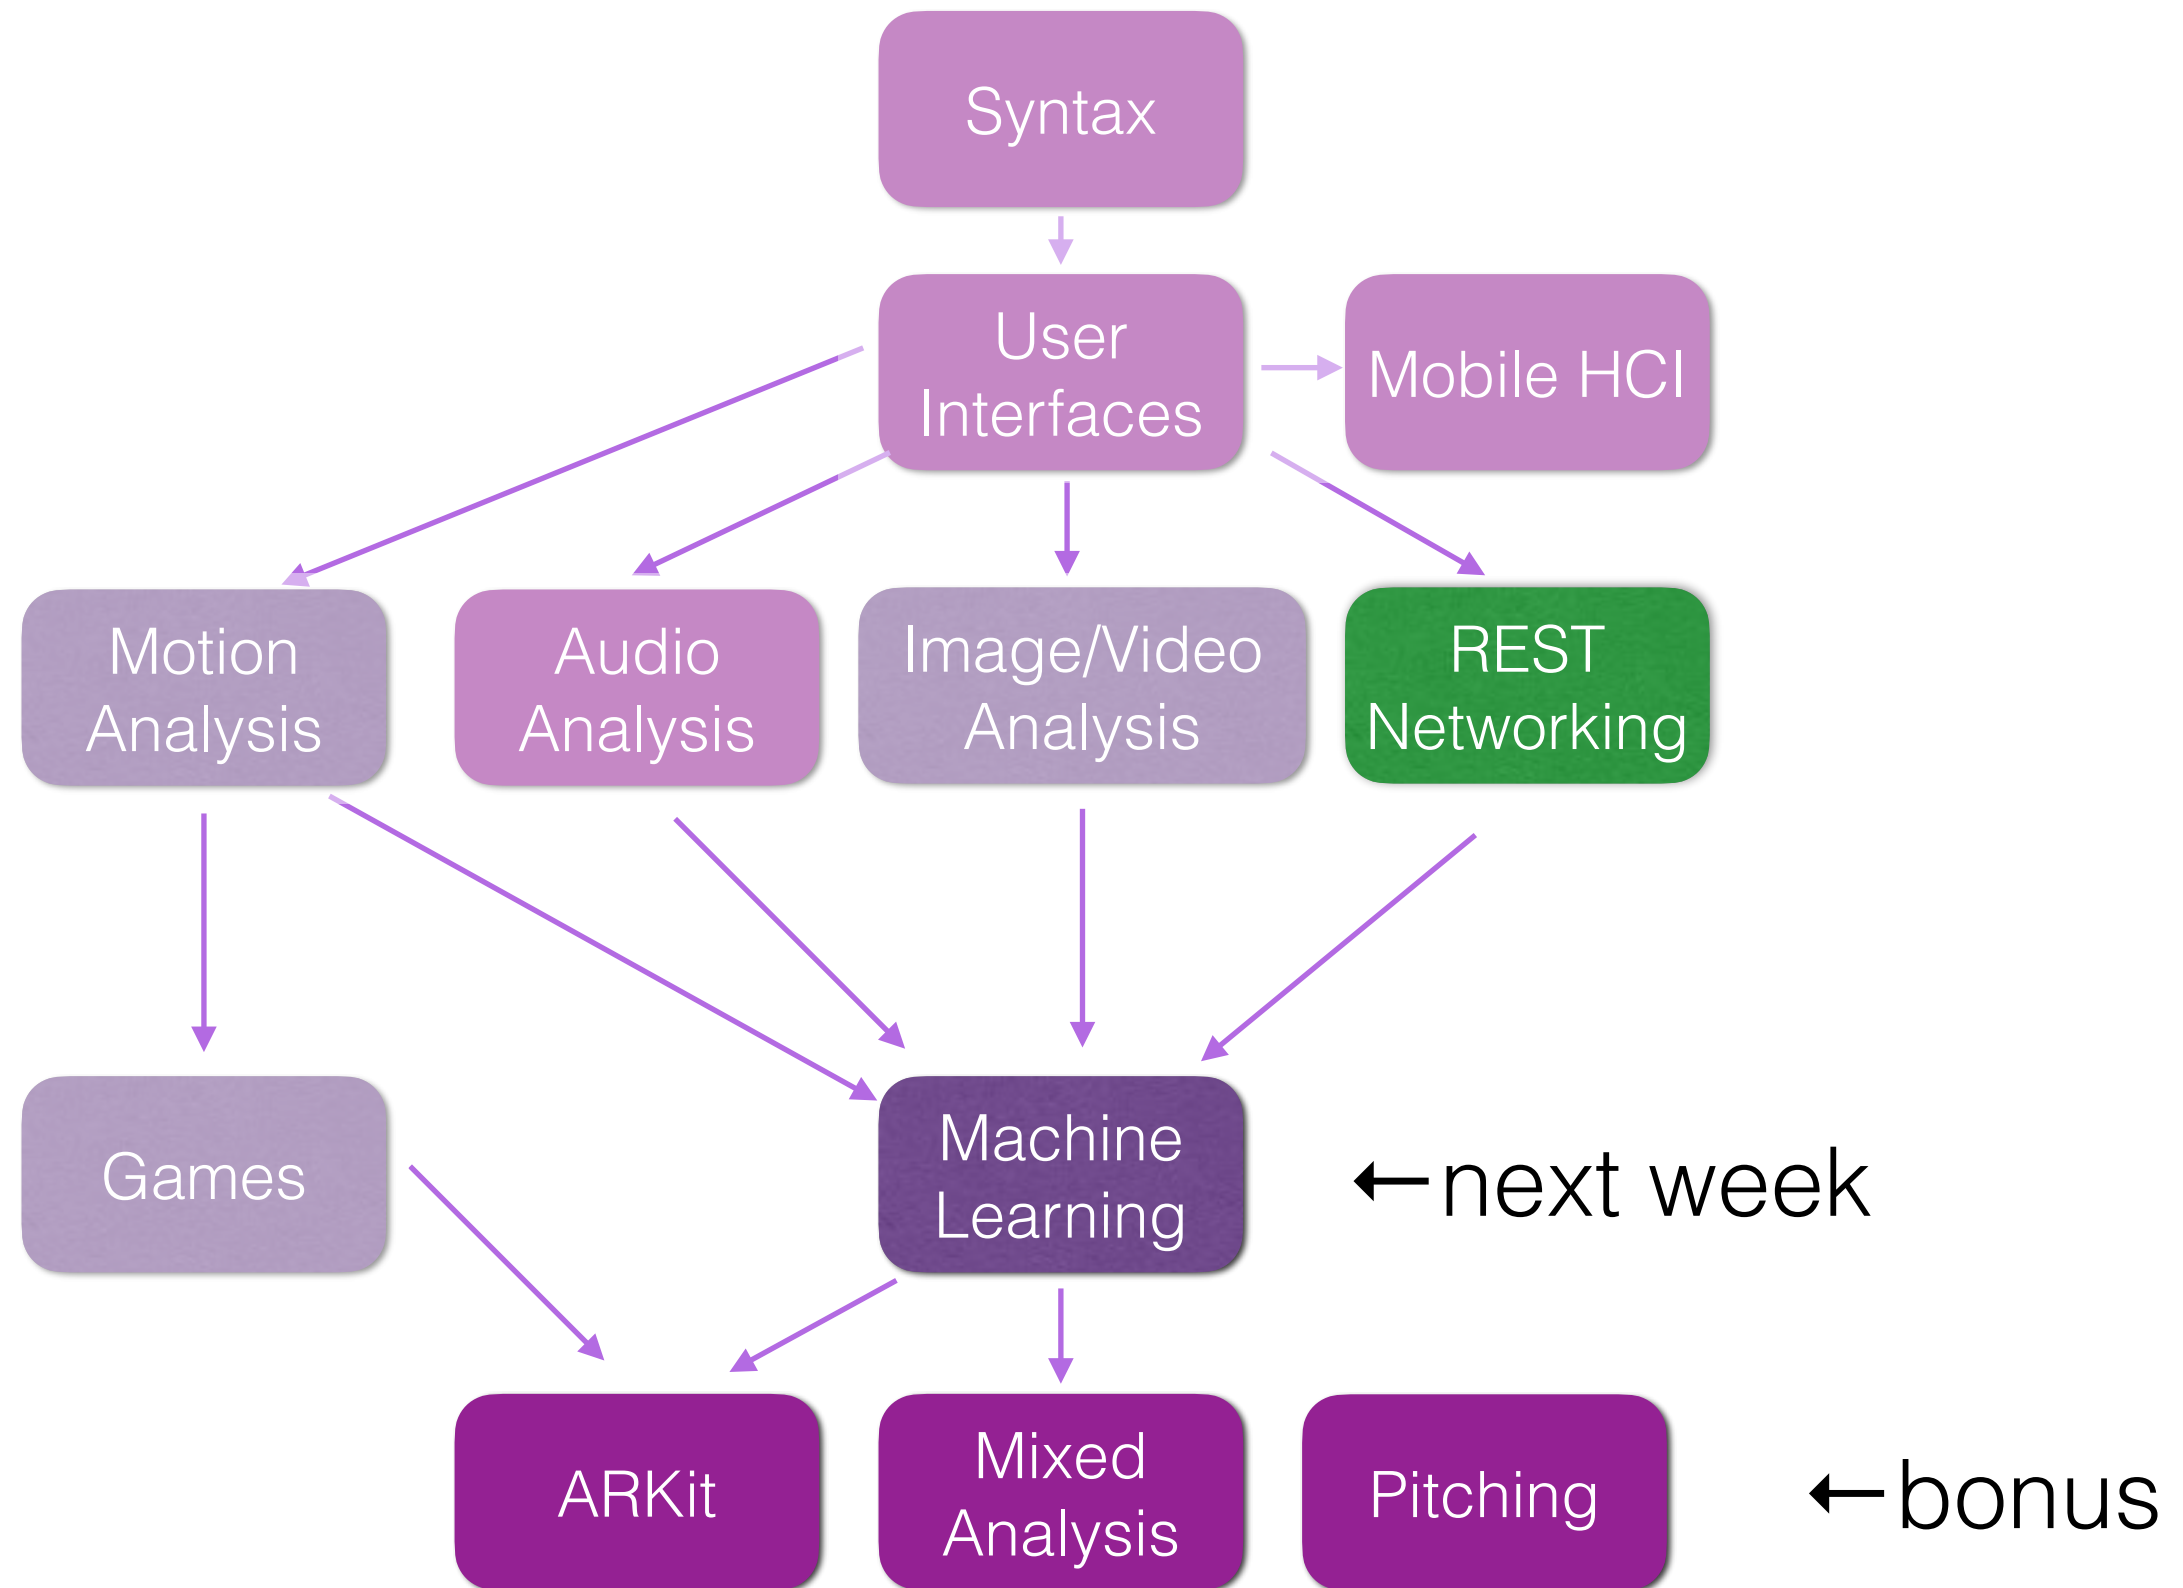 Syntax
User
Interfaces
Mobile HCI
Motion
Analysis
Audio
Analysis
Image/Video
Analysis
REST
Networking
Games
Machine
Learning
←next week
ARKit
Mixed
Analysis
Pitching
←bonus